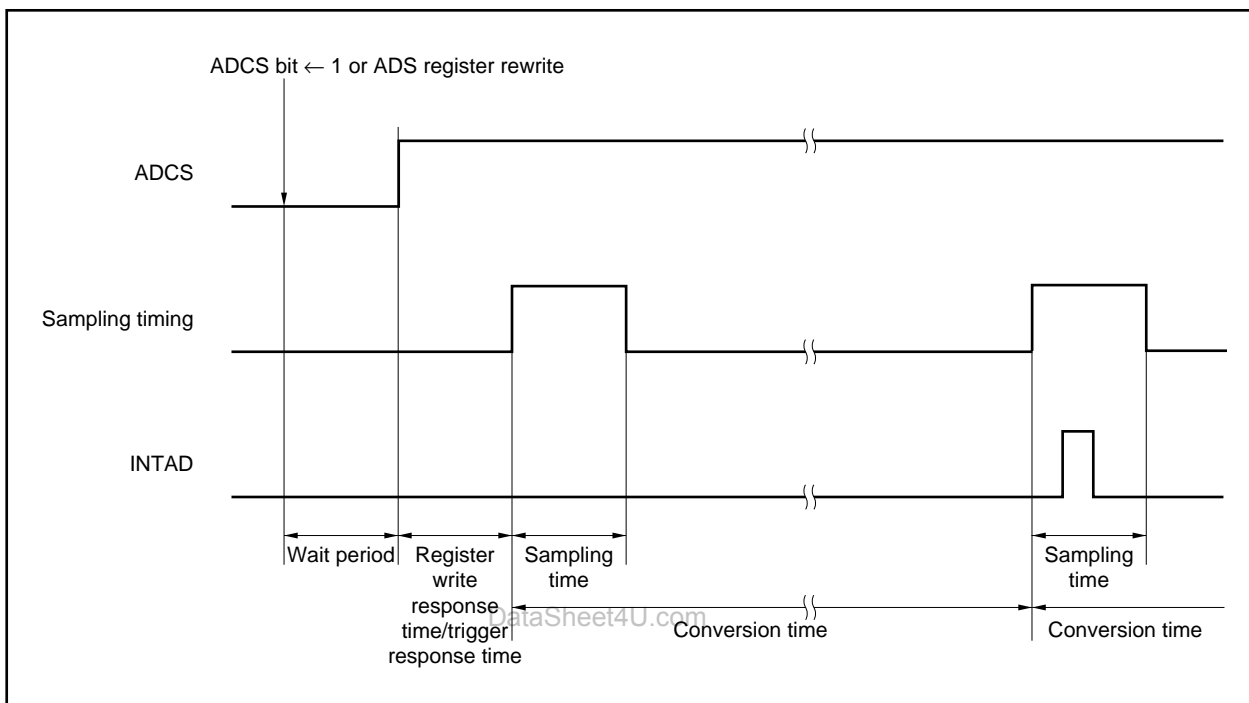 ADCS bit ← 1 or ADS register rewrite
ADCS
Sampling timing
INTAD
Wait period
Register
write
response
time/trigger
response time
Sampling
time
Sampling
time
DataSheet4U.com
Conversion time
Conversion time